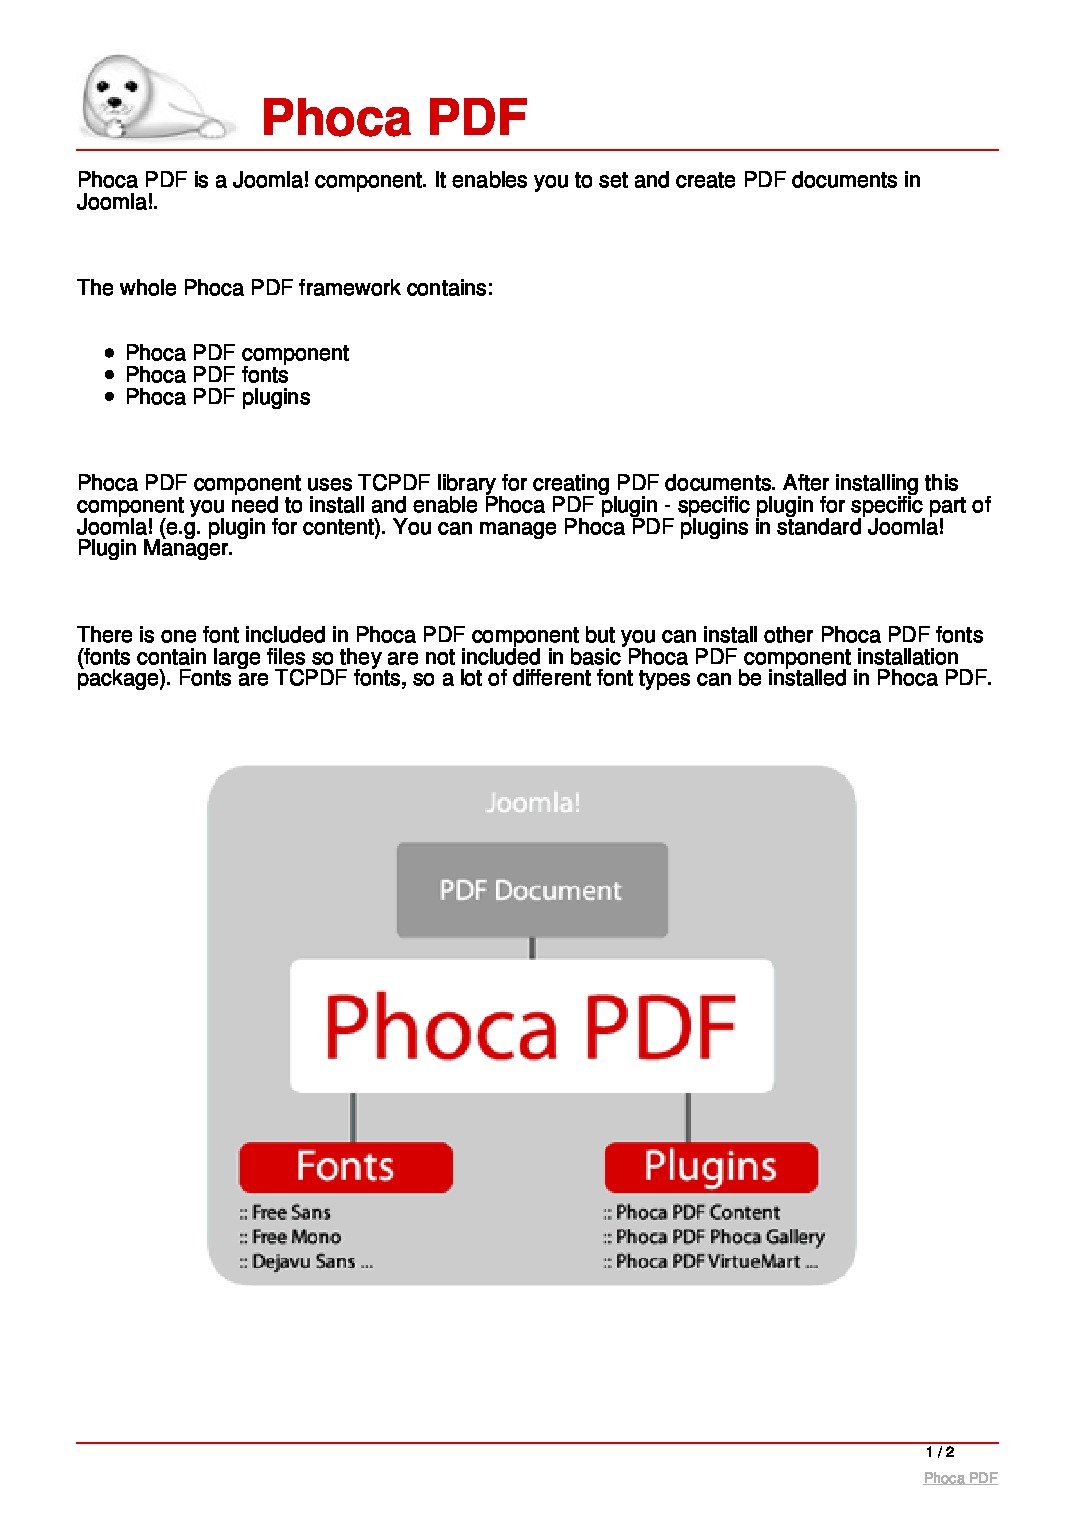 Phoca PDF
Phoca PDF is a Joomla! component. It enables you to set and create PDF documents in
Joomla!.
The whole Phoca PDF framework contains:
● Phoca PDF component
● Phoca PDF fonts
● Phoca PDF plugins
Phoca PDF component uses TCPDF library for creating PDF documents. After installing this
component you need to install and enable Phoca PDF plugin - specific plugin for specific part of
Joomla! (e.g. plugin for content). You can manage Phoca PDF plugins in standard Joomla!
Plugin Manager.
There is one font included in Phoca PDF component but you can install other Phoca PDF fonts
(fonts contain large files so they are not included in basic Phoca PDF component installation
package). Fonts are TCPDF fonts, so a lot of different font types can be installed in Phoca PDF.
Joomla!
PDF Document
Phoca PDF
Fonts
:: Free Sans
:: Free Mono
:: Dejavu Sans ...
Plugins
:: Phoca PDF Content
:: Phoca PDF Phoca Gallery
:: Phoca PDF VirtueMart ...
1 / 2
Phoca PDF